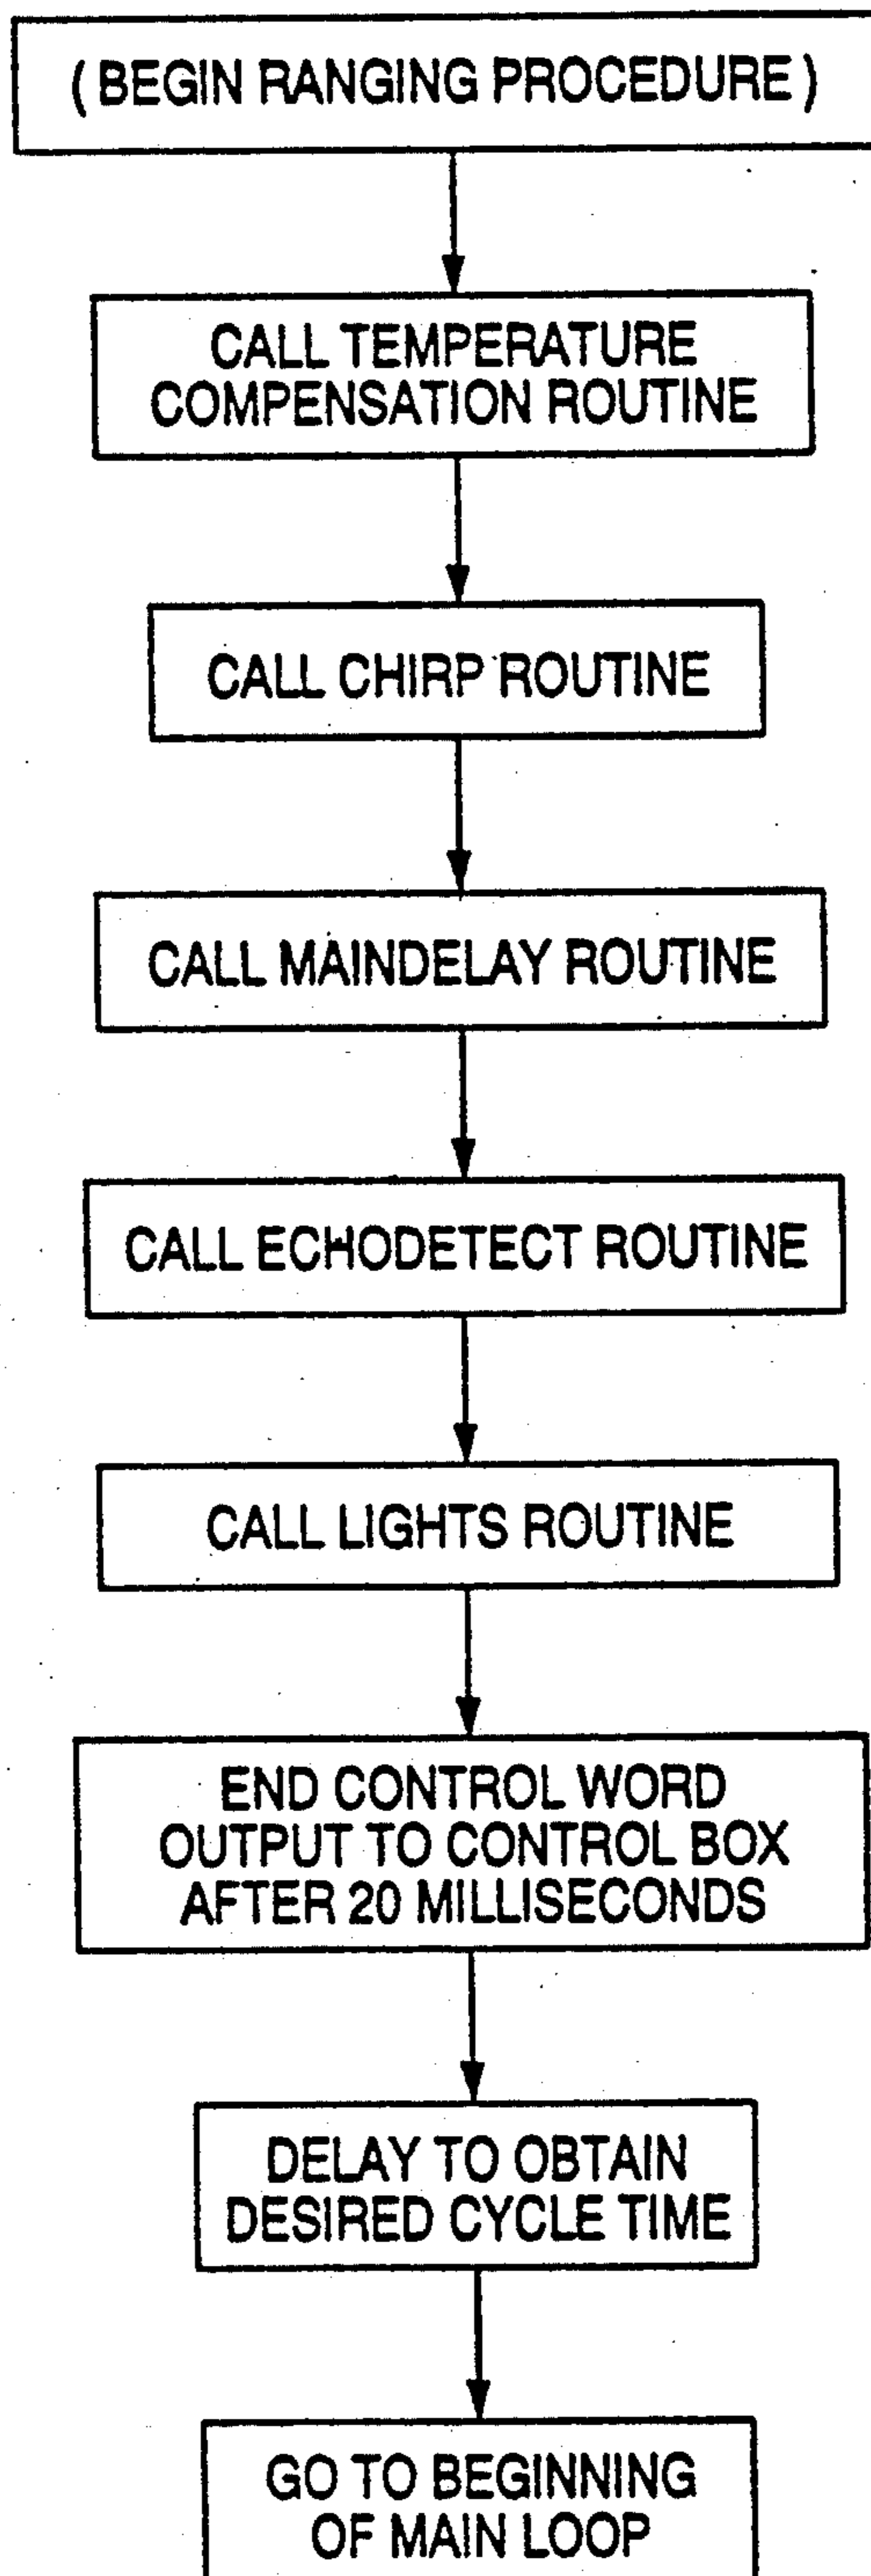 ( BEGIN RANGING PROCEDURE )
CALL TEMPERATURE
COMPENSATION ROUTINE
CALL CHIRP ROUTINE
CALL MAINDELAY ROUTINE
CALL ECHODETECT ROUTINE
CALL LIGHTS ROUTINE
END CONTROL WORD
OUTPUT TO CONTROL BOX
AFTER 20 MILLISECONDS
DELAY TO OBTAIN
DESIRED CYCLE TIME
GO TO BEGINNING
OF MAIN LOOP